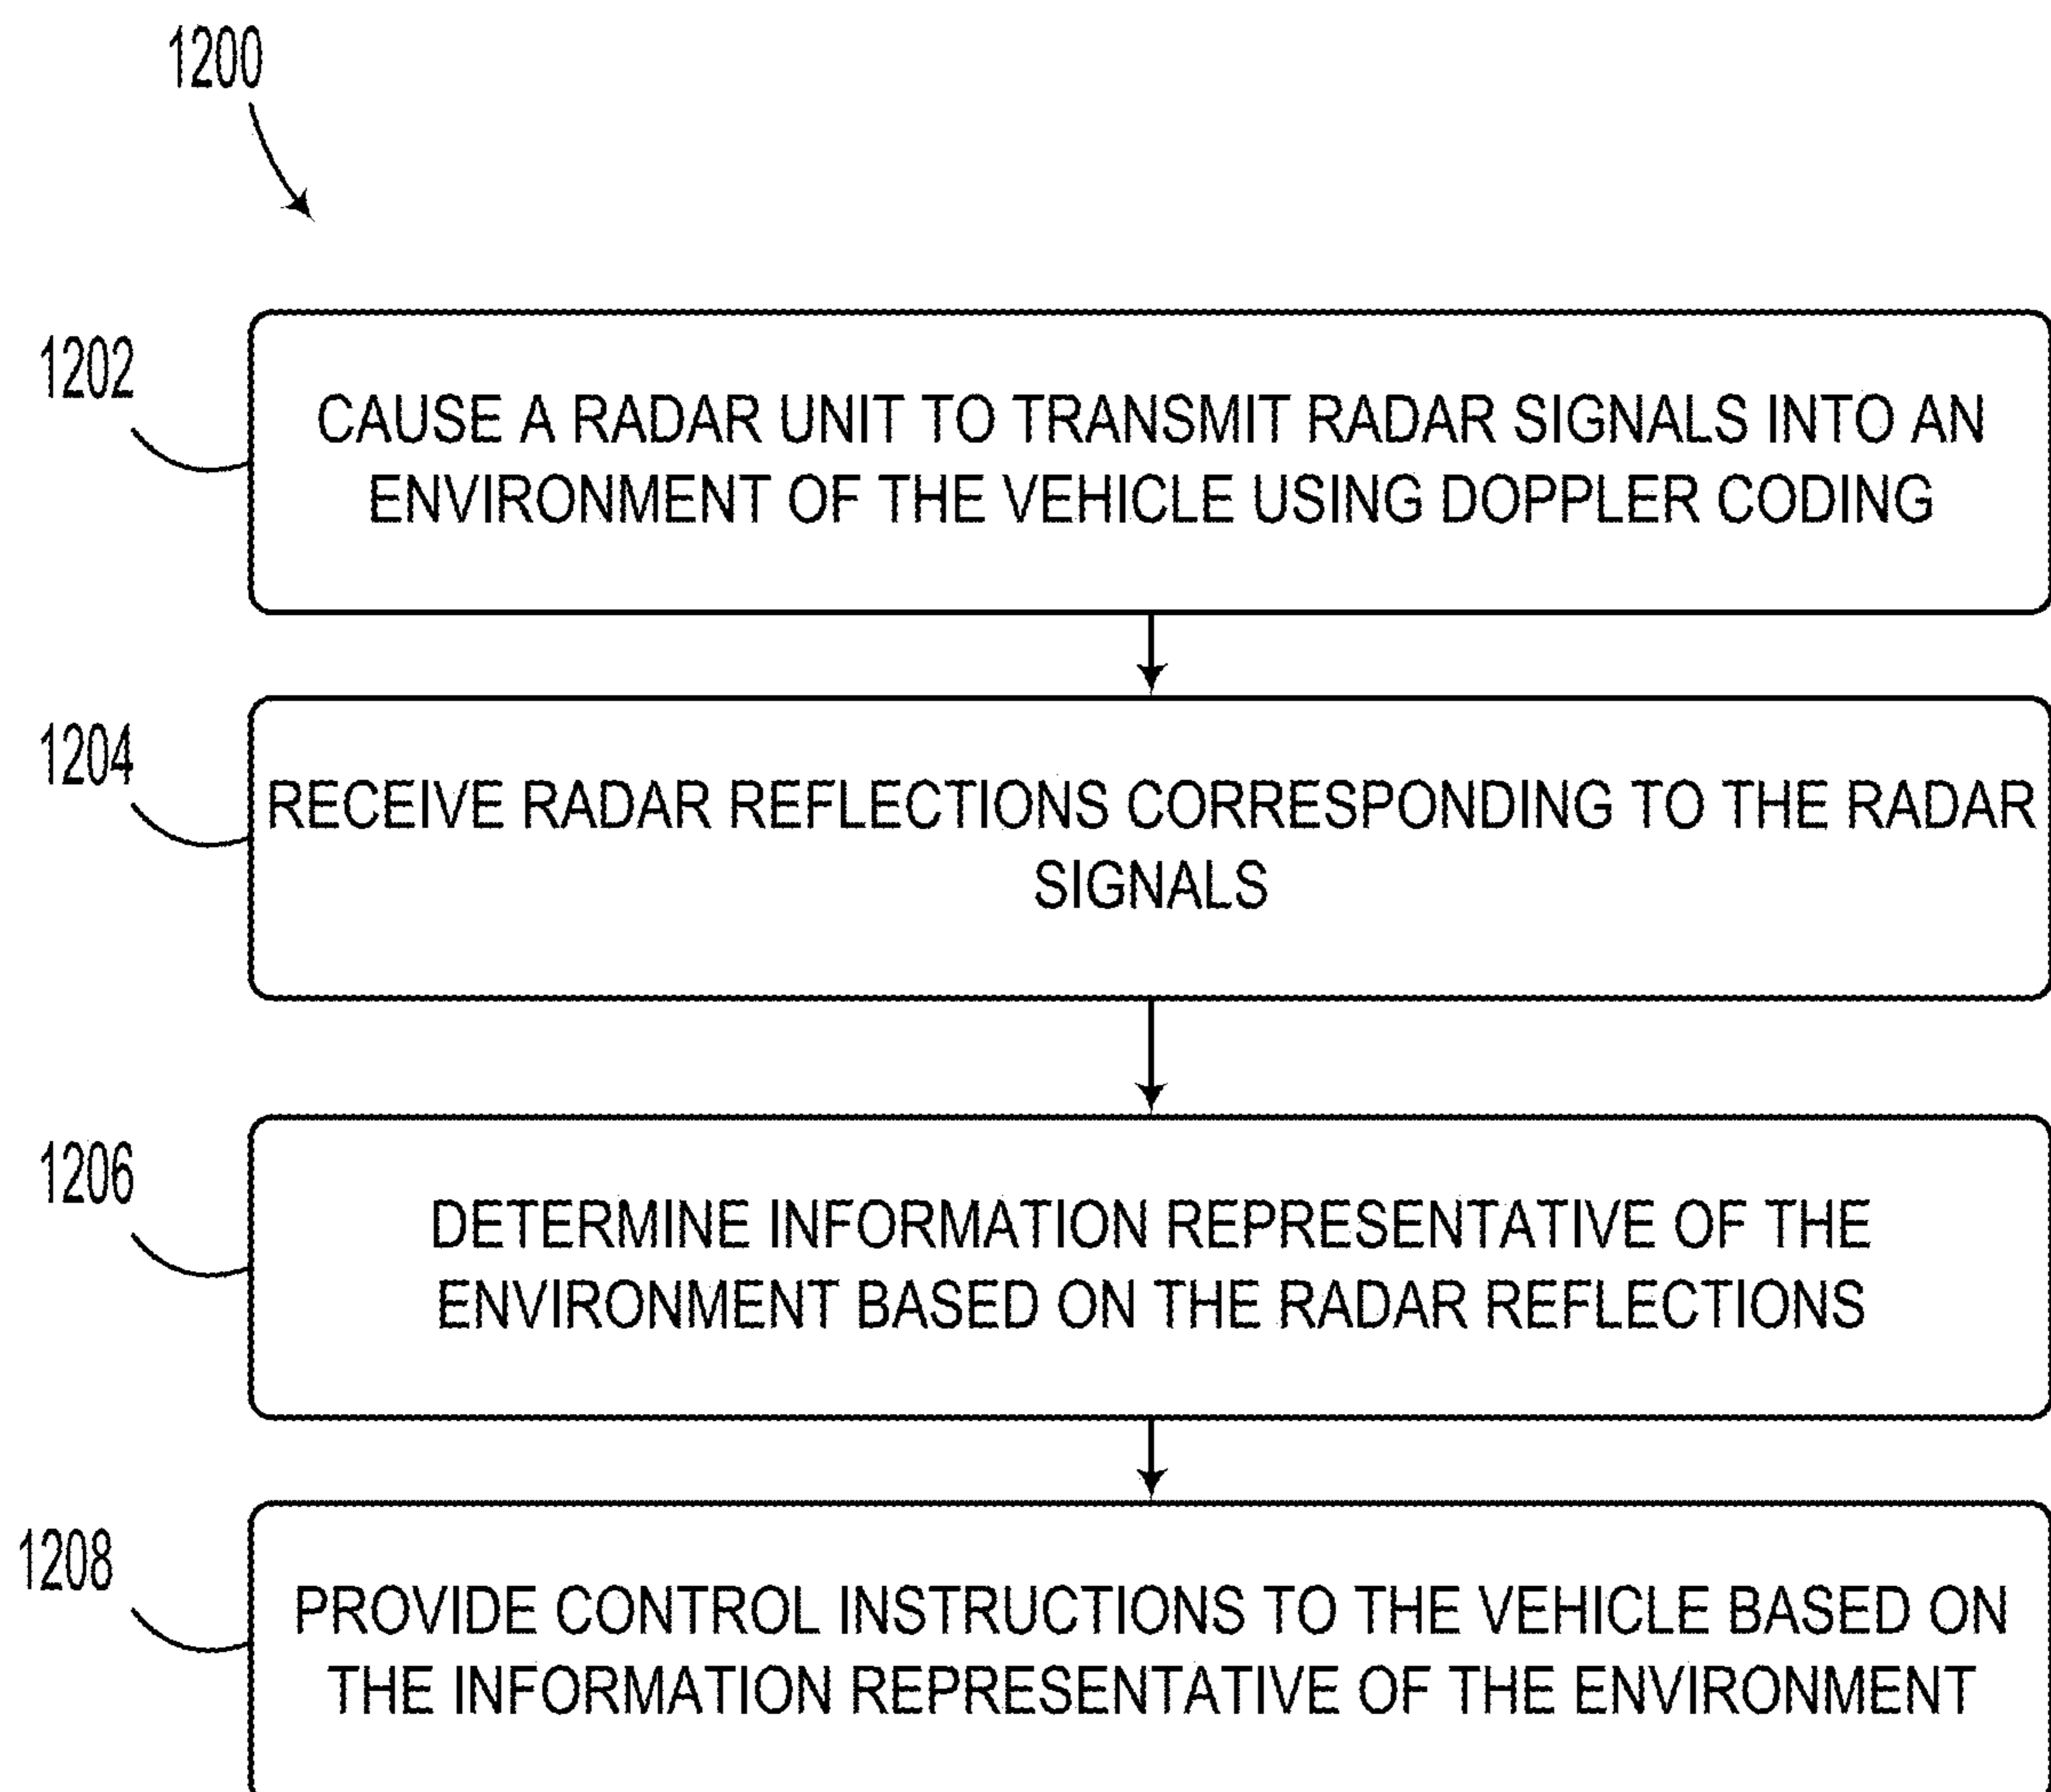 1200
1202
CAUSE A RADAR UNIT TO TRANSMIT RADAR SIGNALS INTO AN
ENVIRONMENT OF THE VEHICLE USING DOPPLER CODING
1204
RECEIVE RADAR REFLECTIONS CORRESPONDING TO THE RADAR
SIGNALS
1206
DETERMINE INFORMATION REPRESENTATIVE OF THE
ENVIRONMENT BASED ON THE RADAR REFLECTIONS
1208
PROVIDE CONTROL INSTRUCTIONS TO THE VEHICLE BASED ON
THE INFORMATION REPRESENTATIVE OF THE ENVIRONMENT